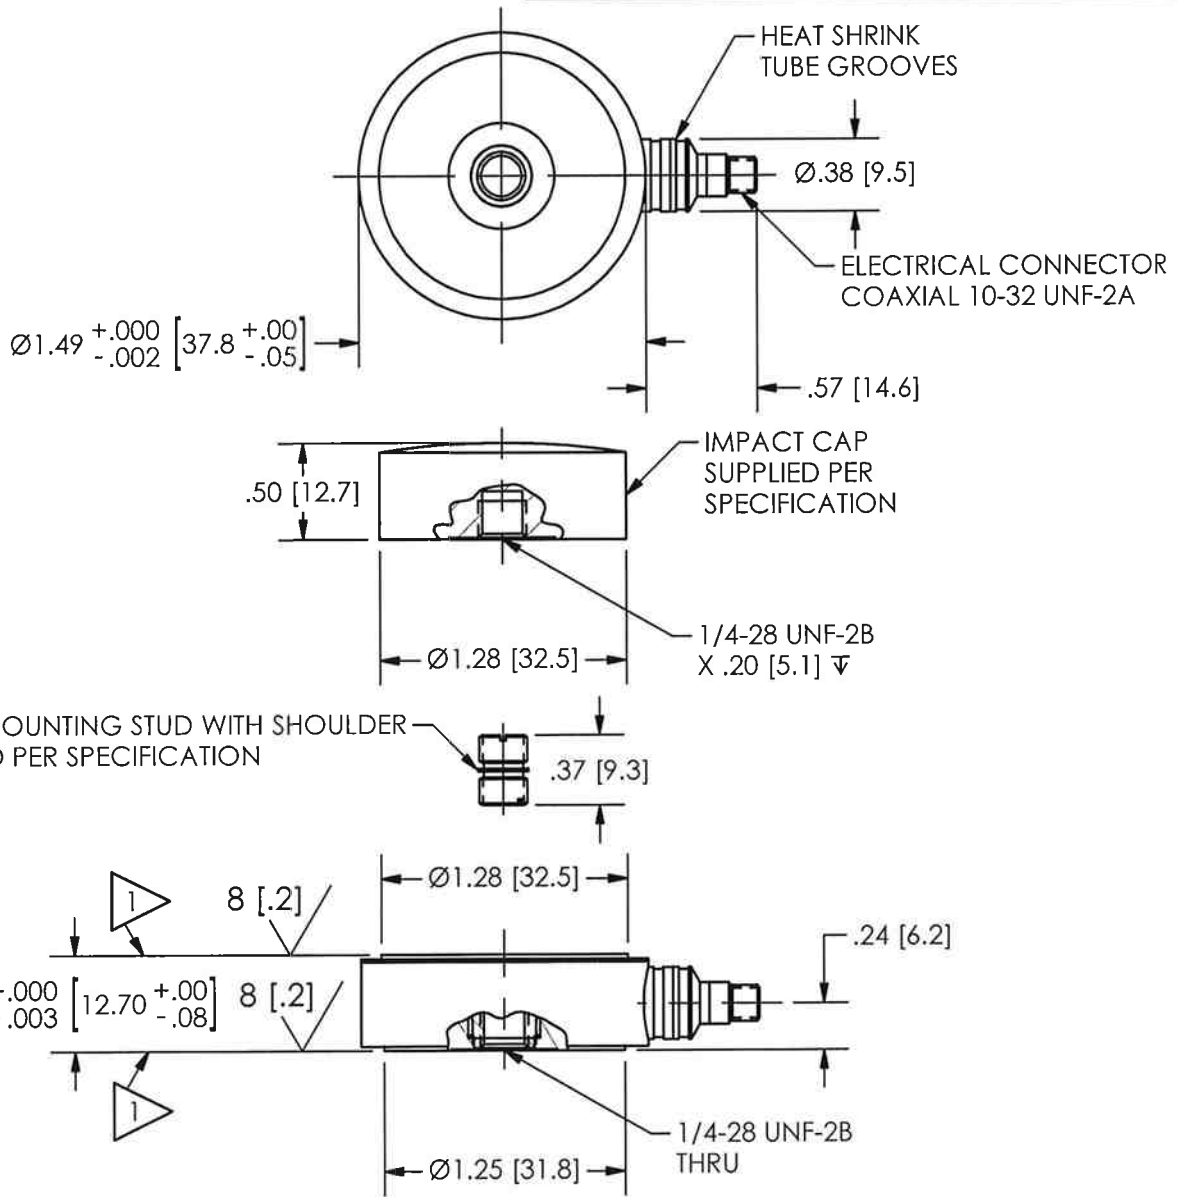 HEAT SHRINK
TUBE GROOVES
Ø.38 [9.5]
ELECTRICAL CONNECTOR
COAXIAL 10-32 UNF-2A
Ø1.49 +.000 -.002 [37.8 +.00 -.05]
.57 [14.6]
IMPACT CAP
SUPPLIED PER
SPECIFICATION
.50 [12.7]
1/4-28 UNF-2B
X .20 [5.1] ↧
Ø1.28 [32.5]
OUNTING STUD WITH SHOULDER
PER SPECIFICATION
.37 [9.3]
Ø1.28 [32.5]
1
8 [.2]
.24 [6.2]
.000 .003 [12.70 +.00 -.08]
8 [.2]
1
1/4-28 UNF-2B
THRU
Ø1.25 [31.8]